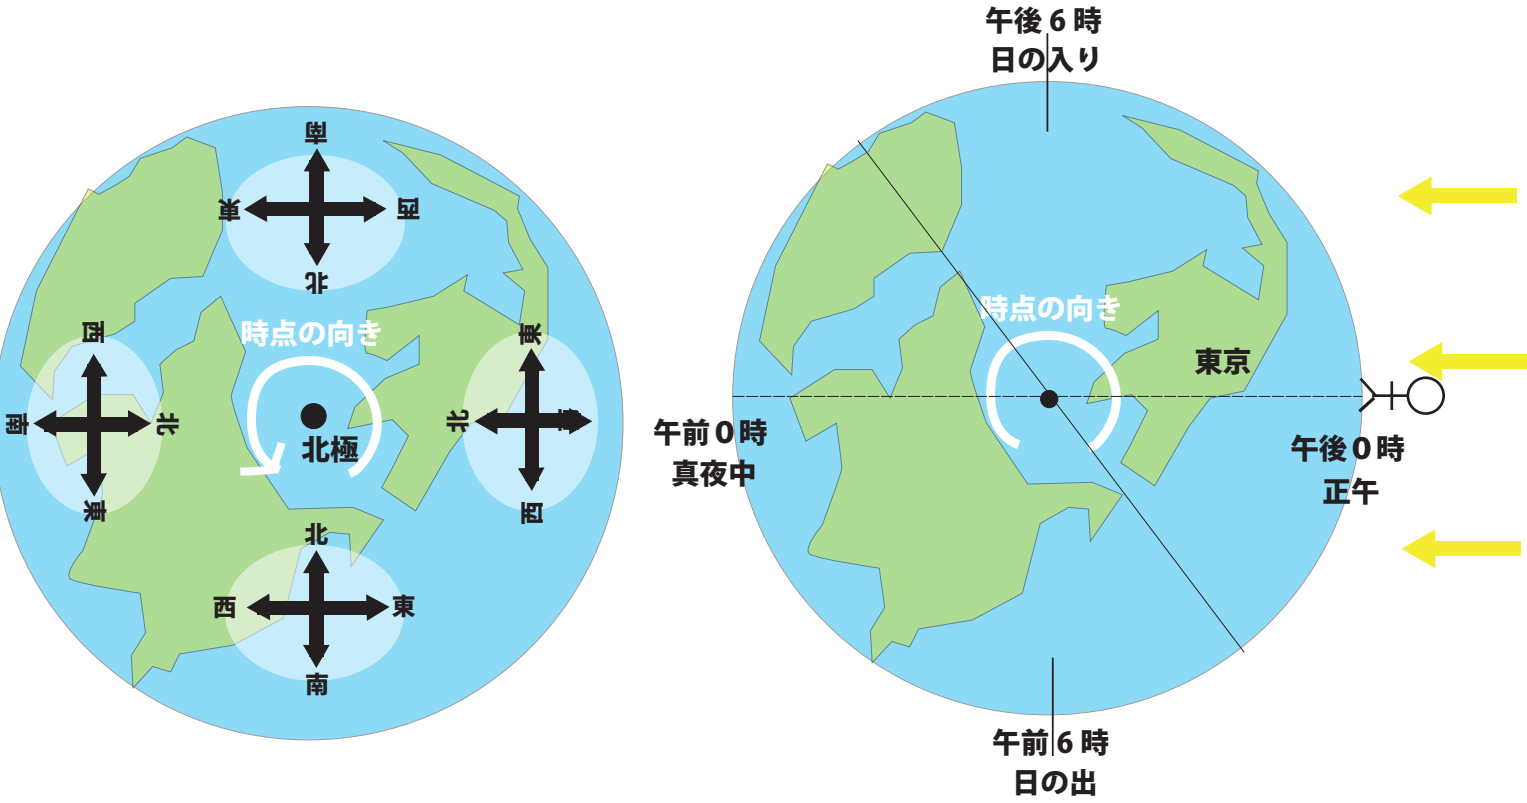 南
東
西
北
西
南
北
東
時点の向き
北極
東
北
東
西
北
西
東
南
午後6時
日の入り
時点の向き
東京
午前0時
真夜中
午後0時
正午
午前6時
日の出